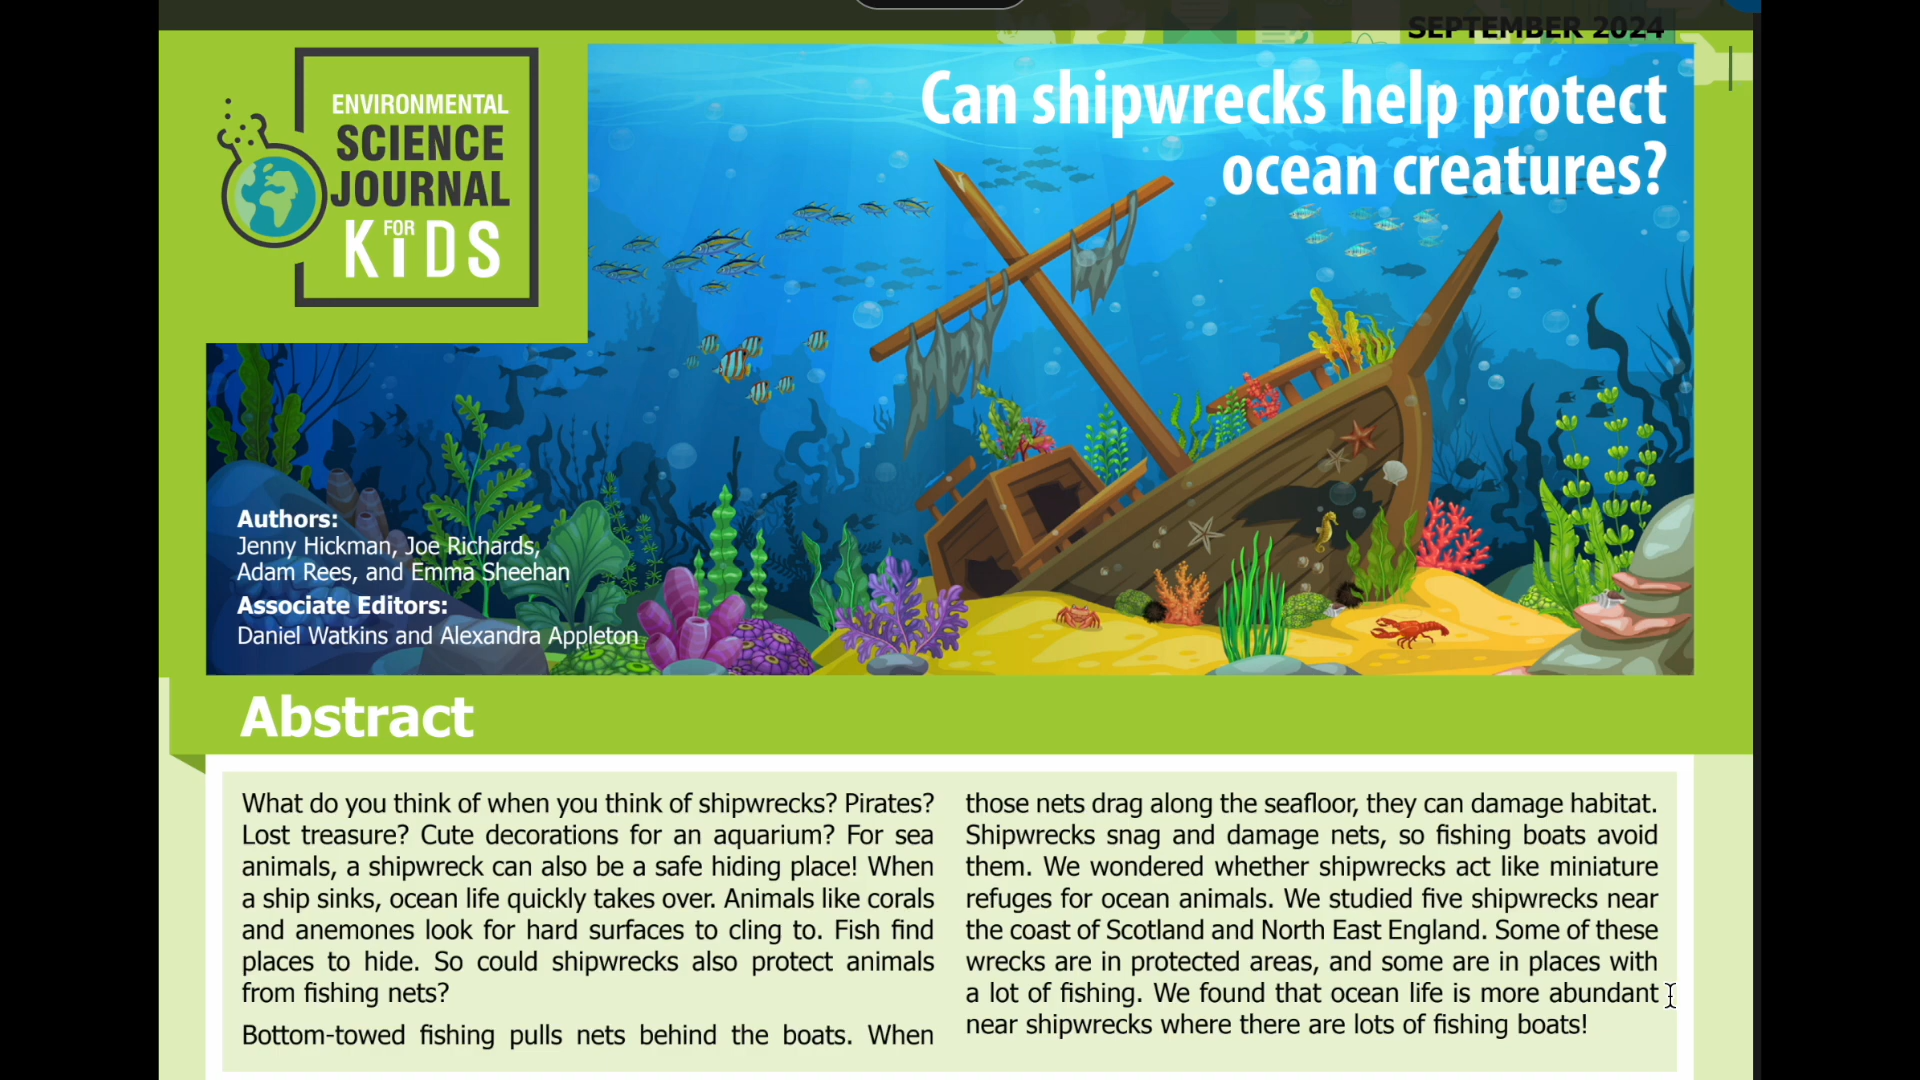 SEPTEMBER 2024
ENVIRONMENTAL
SCIENCE
JOURNAL
FOR
KiDS
Can shipwrecks help protect
ocean creatures?
Authors:
Jenny Hickman, Joe Richards,
Adam Rees, and Emma Sheehan
Associate Editors:
Daniel Watkins and Alexandra Appleton
Abstract
What do you think of when you think of shipwrecks? Pirates?
Lost treasure? Cute decorations for an aquarium? For sea
animals, a shipwreck can also be a safe hiding place! When
a ship sinks, ocean life quickly takes over. Animals like corals
and anemones look for hard surfaces to cling to. Fish find
places to hide. So could shipwrecks also protect animals
from fishing nets?
Bottom-towed fishing pulls nets behind the boats. When
those nets drag along the seafloor, they can damage habitat.
Shipwrecks snag and damage nets, so fishing boats avoid
them. We wondered whether shipwrecks act like miniature
refuges for ocean animals. We studied five shipwrecks near
the coast of Scotland and North East England. Some of these
wrecks are in protected areas, and some are in places with
a lot of fishing. We found that ocean life is more abundant
near shipwrecks where there are lots of fishing boats!